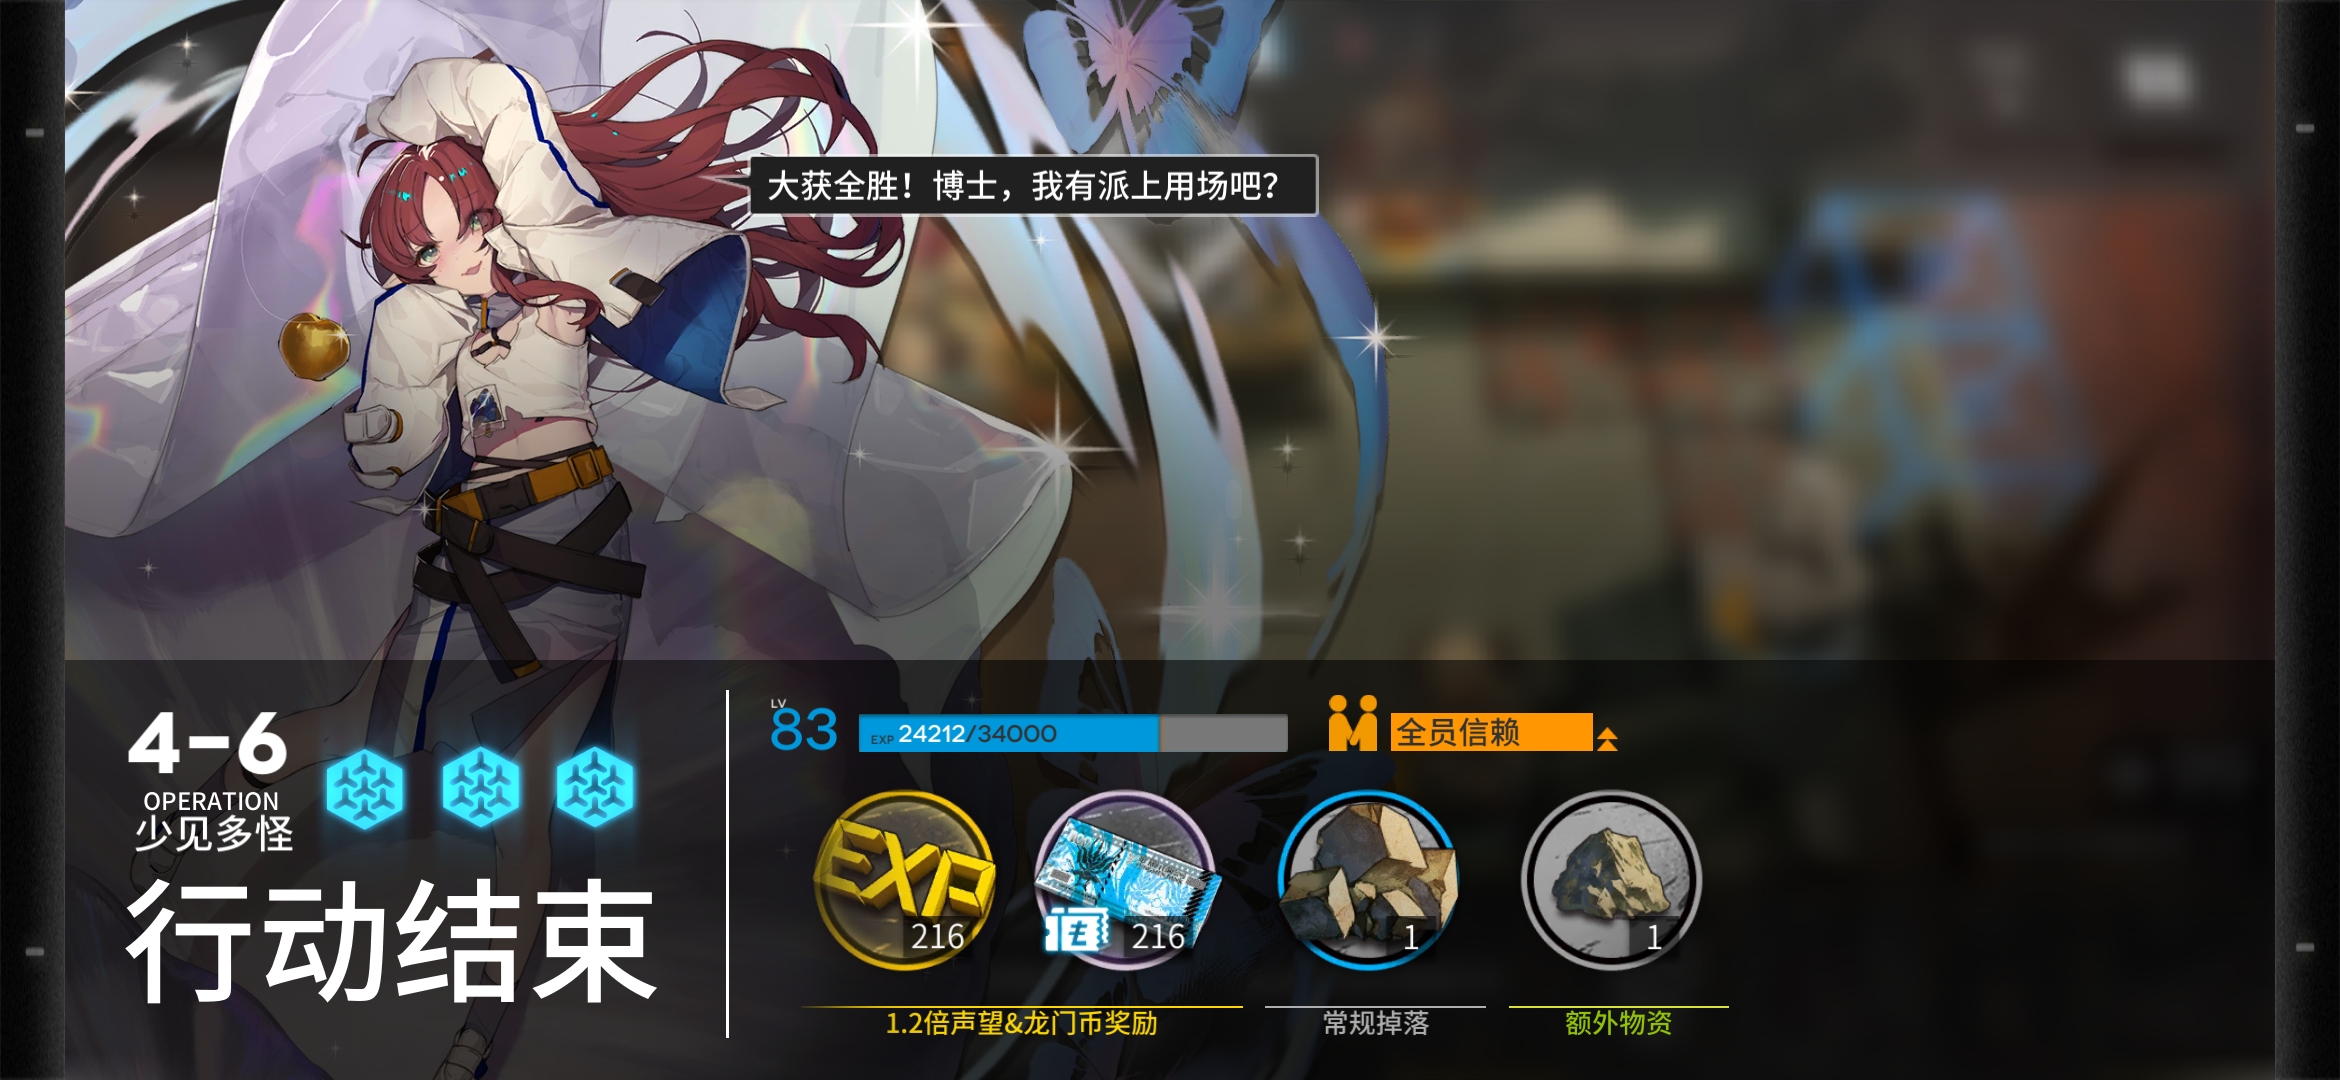 大获全胜！博士，我有派上用场吧？
4-6
OPERATION
少见多怪
行动结束
LV
83
EXP 24212/34000
全员信赖
EXP
216
216
1
1
1.2倍声望&龙门币奖励
常规掉落
额外物资